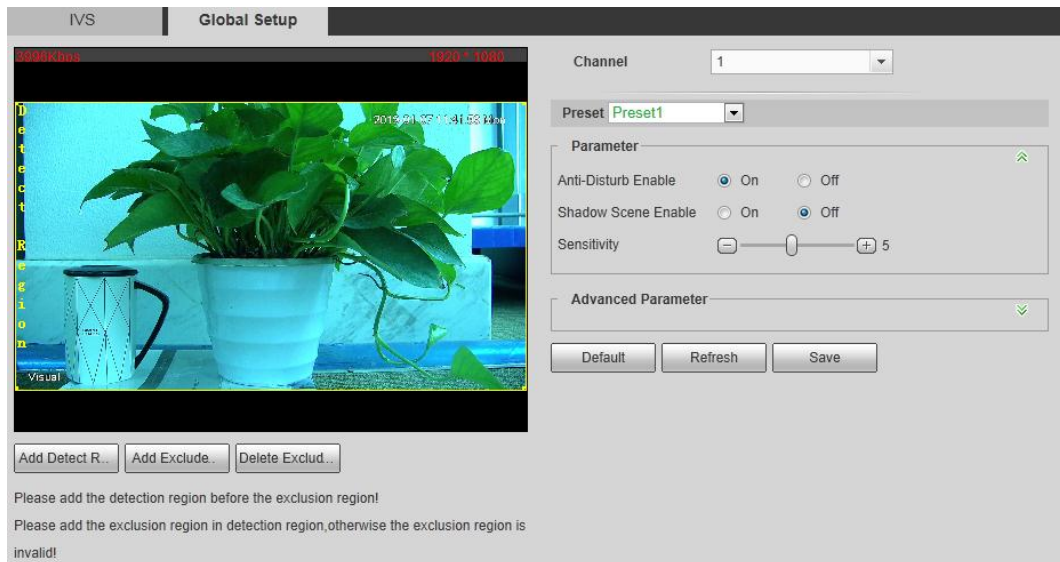 IVS
Global Setup
1920 * 1080
Detect Region
Visual
Add Detect R..
Add Exclude..
Delete Exclud...
Please add the detection region before the exclusion region!
Please add the exclusion region in detection region,otherwise the exclusion region is
invalid!
Channel
1
Preset Preset1
Parameter
Anti-Disturb Enable On Off
Shadow Scene Enable On Off
Sensitivity 5
Advanced Parameter
Default Refresh Save